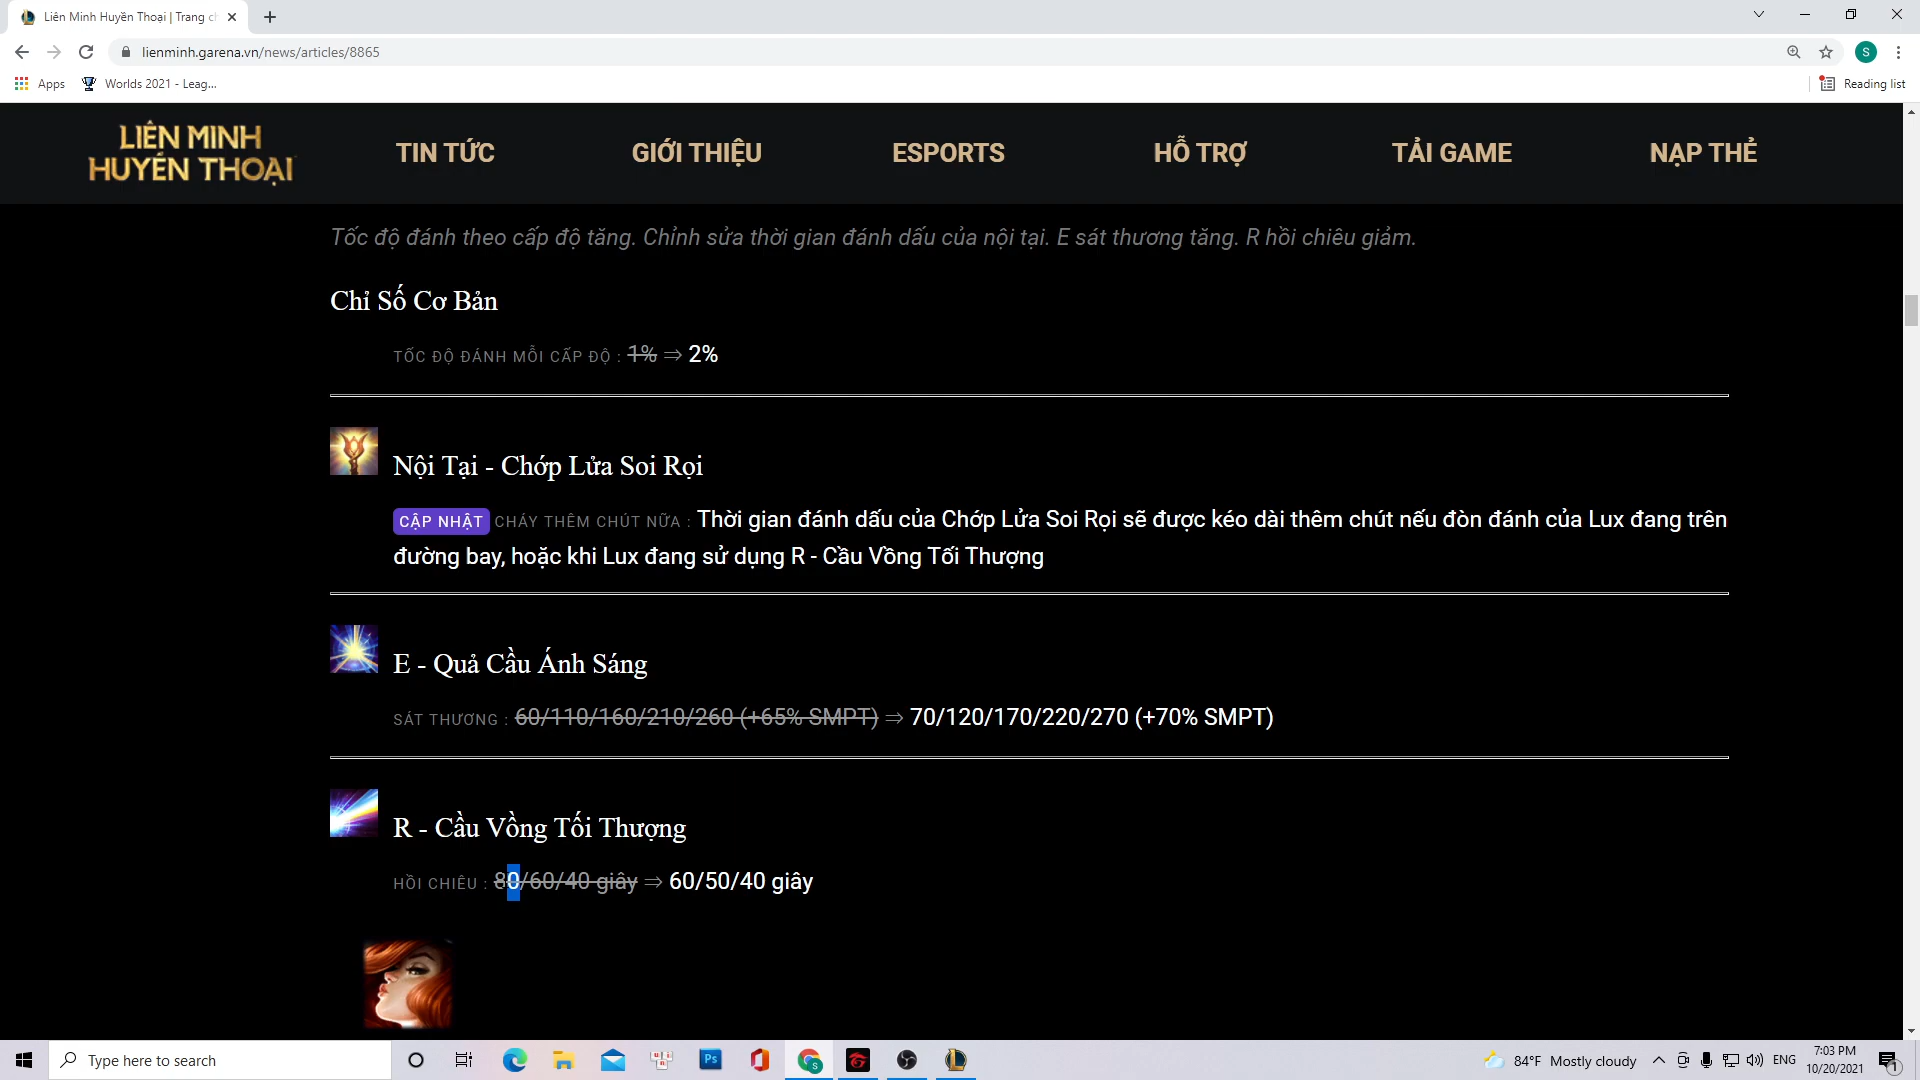 Liên Minh Huyền Thoại | Trang ch
lienminh.garena.vn/news/articles/8865
S
Apps
Worlds 2021 - Leag...
Reading list
LIÊN MINH
HUYỀN THOẠI
TIN TỨC
GIỚI THIỆU
ESPORTS
HỖ TRỢ
TẢI GAME
NẠP THẺ
Tốc độ đánh theo cấp độ tăng. Chỉnh sửa thời gian đánh dấu của nội tại. E sát thương tăng. R hồi chiêu giảm.
Chỉ Số Cơ Bản
TỐC ĐỘ ĐÁNH MỖI CẤP ĐỘ : 1% ⇒ 2%
Nội Tại - Chớp Lửa Soi Rọi
CẬP NHẬT CHÁY THÊM CHÚT NỮA : Thời gian đánh dấu của Chớp Lửa Soi Rọi sẽ được kéo dài thêm chút nếu đòn đánh của Lux đang trên
đường bay, hoặc khi Lux đang sử dụng R - Cầu Vồng Tối Thượng
E - Quả Cầu Ánh Sáng
SÁT THƯƠNG : 60/110/160/210/260 (+65% SMPT) ⇒ 70/120/170/220/270 (+70% SMPT)
R - Cầu Vồng Tối Thượng
HỒI CHIÊU : 80/60/40 giây ⇒ 60/50/40 giây
Type here to search
Ps
84°F Mostly cloudy
ENG
7:03 PM
10/20/2021
1